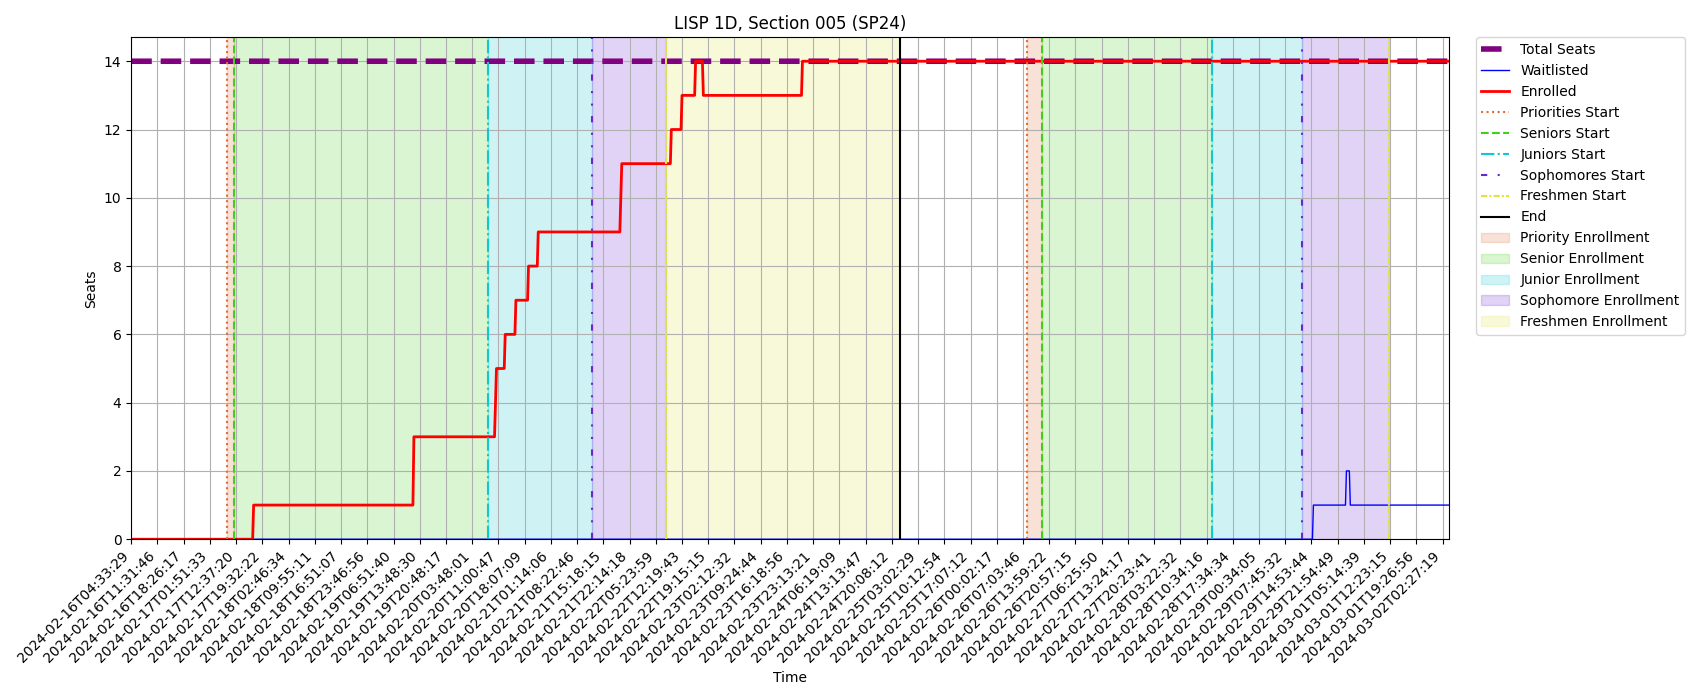 LISP 1D, Section 005 (SP24)
Seats
14
12
10
8
6
4
2
0
2024-02-16T04:33:29
2024-02-16T11:31:46
2024-02-16T18:26:17
2024-02-17T01:51:33
2024-02-17T12:37:20
2024-02-17T19:32:22
2024-02-18T02:46:34
2024-02-18T09:55:11
2024-02-18T16:51:07
2024-02-18T23:46:56
2024-02-19T06:51:40
2024-02-19T13:48:30
2024-02-19T20:48:17
2024-02-20T03:48:01
2024-02-20T11:00:47
2024-02-20T18:07:09
2024-02-21T01:14:06
2024-02-21T08:22:46
2024-02-21T15:18:15
2024-02-21T22:14:18
2024-02-22T05:23:59
2024-02-22T12:19:43
2024-02-22T19:15:15
2024-02-23T02:12:32
2024-02-23T09:24:44
2024-02-23T16:18:56
2024-02-23T23:13:21
2024-02-24T06:19:09
2024-02-24T13:13:47
2024-02-24T20:08:12
2024-02-25T03:02:29
2024-02-25T10:12:54
2024-02-25T17:07:12
2024-02-26T00:02:17
2024-02-26T07:03:46
2024-02-26T13:59:22
2024-02-26T20:57:15
2024-02-27T06:25:50
2024-02-27T13:24:17
2024-02-27T20:23:41
2024-02-28T03:22:32
2024-02-28T10:34:16
2024-02-28T17:34:34
2024-02-29T00:34:05
2024-02-29T07:45:32
2024-02-29T14:53:44
2024-02-29T21:54:49
2024-03-01T05:14:39
2024-03-01T12:23:15
2024-03-01T19:26:56
2024-03-02T02:27:19
Time
Total Seats
Waitlisted
Enrolled
Priorities Start
Seniors Start
Juniors Start
Sophomores Start
Freshmen Start
End
Priority Enrollment
Senior Enrollment
Junior Enrollment
Sophomore Enrollment
Freshmen Enrollment